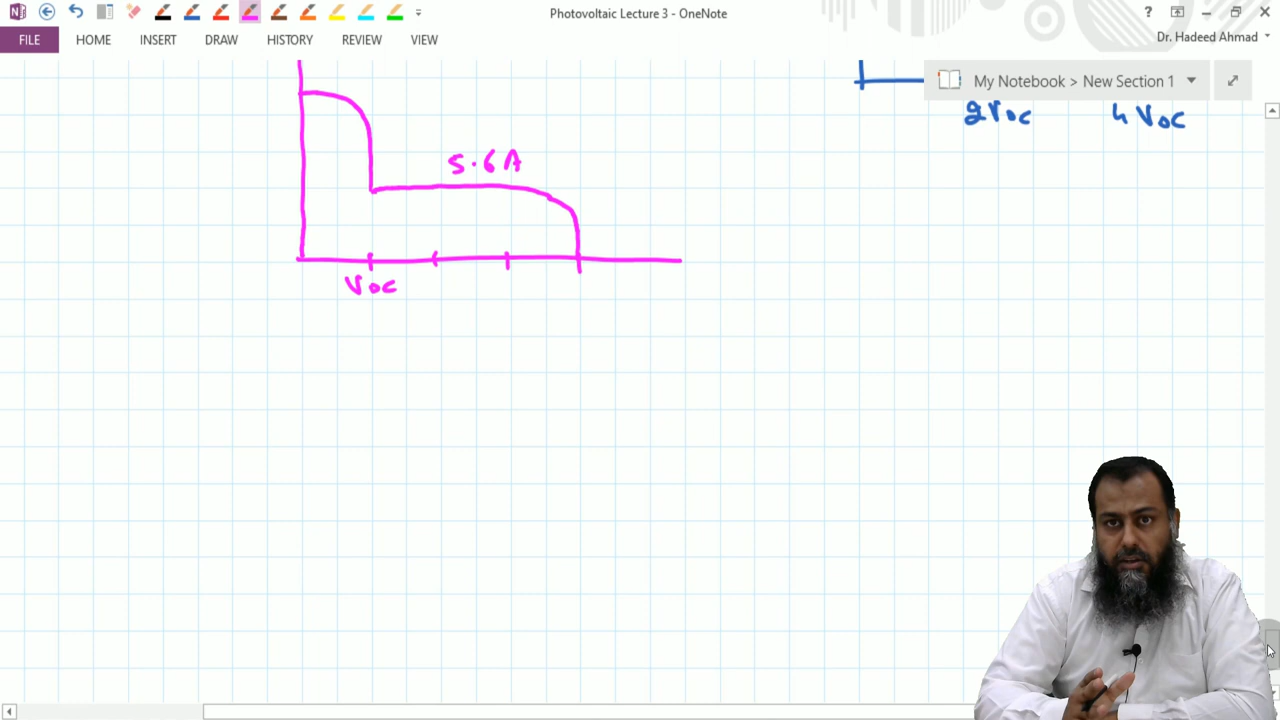 Photovoltaic Lecture 3 - OneNote
?
Dr. Hadeed Ahmad
FILE HOME INSERT DRAW HISTORY REVIEW VIEW
My Notebook > New Section 1
2Voc 4Voc
5.6A
Voc